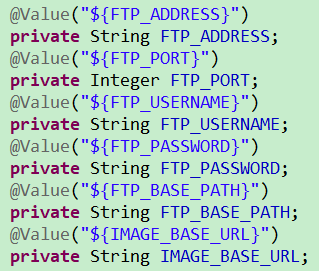 @Value("${FTP_ADDRESS}")
private String FTP_ADDRESS;
@Value("${FTP_PORT}")
private Integer FTP_PORT;
@Value("${FTP_USERNAME}")
private String FTP_USERNAME;
@Value("${FTP_PASSWORD}")
private String FTP_PASSWORD;
@Value("${FTP_BASE_PATH}")
private String FTP_BASE_PATH;
@Value("${IMAGE_BASE_URL}")
private String IMAGE_BASE_URL;